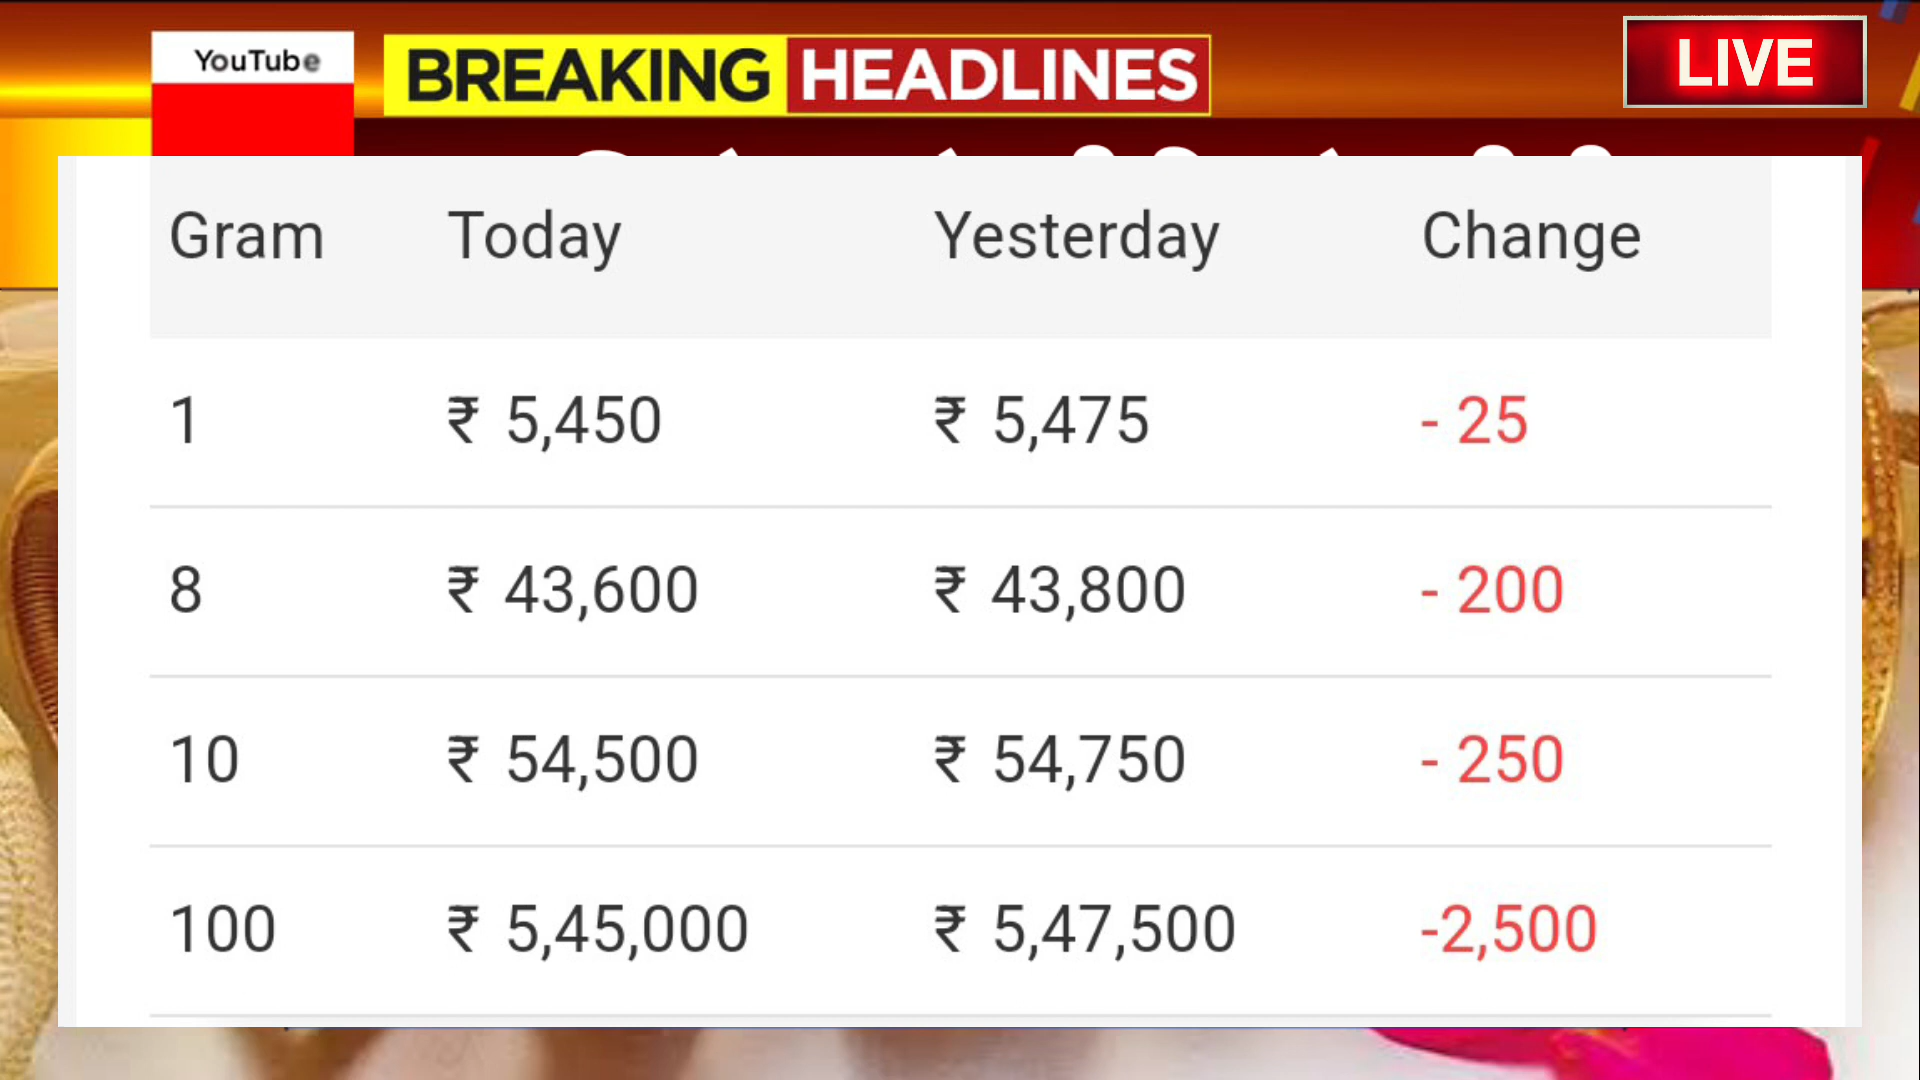 YouTube
BREAKING HEADLINES
LIVE
Gram Today Yesterday Change
1 ₹ 5,450 ₹ 5,475 - 25
8 ₹ 43,600 ₹ 43,800 - 200
10 ₹ 54,500 ₹ 54,750 - 250
100 ₹ 5,45,000 ₹ 5,47,500 -2,500